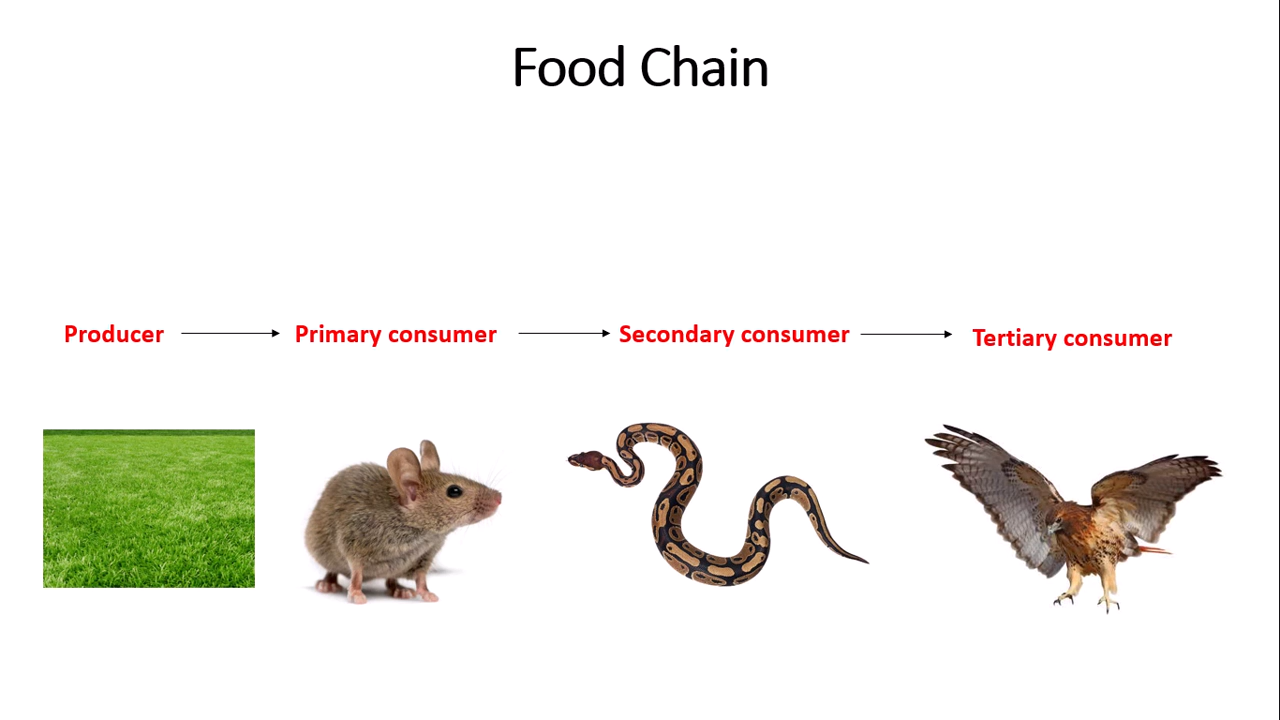 Food Chain
Producer
Primary consumer
Secondary consumer
Tertiary consumer